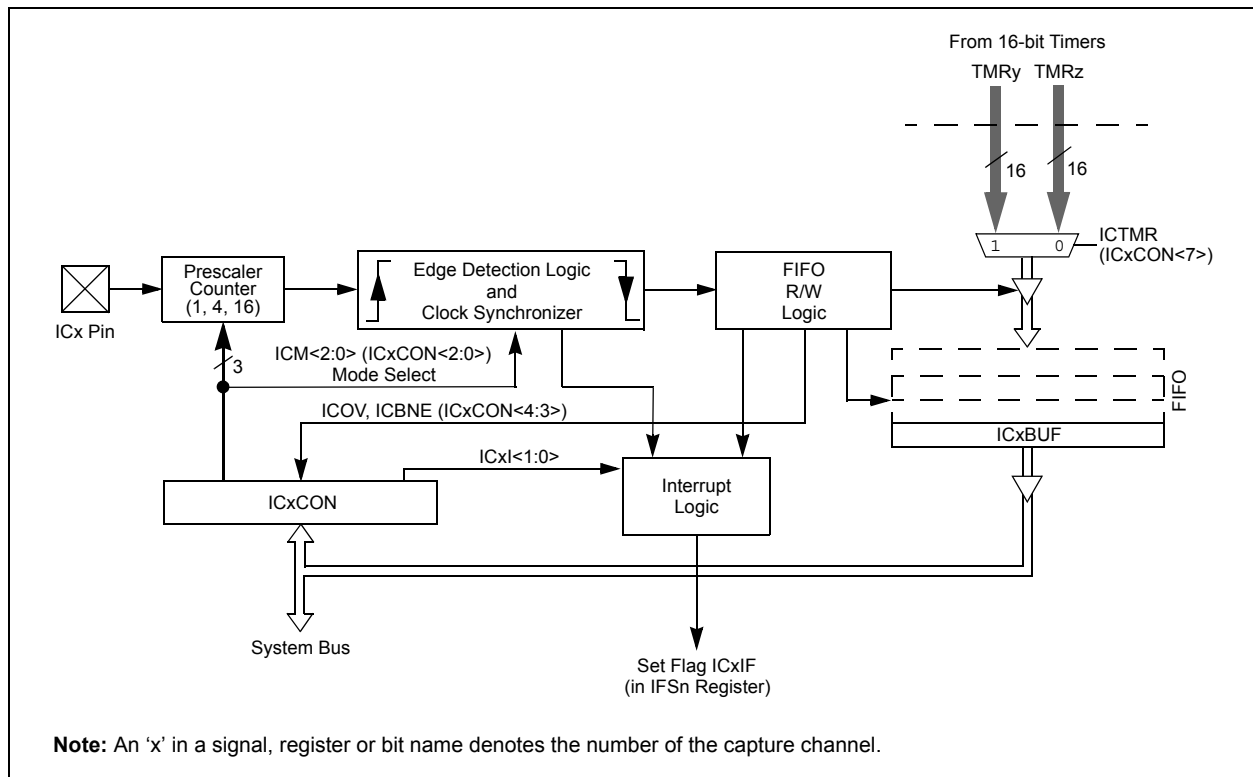 From 16-bit Timers
TMRy TMRz
16 16
1 0
ICTMR
(ICxCON<7>)
Prescaler
Counter
(1, 4, 16)
Edge Detection Logic
and
Clock Synchronizer
FIFO
R/W
Logic
ICx Pin
3
ICM<2:0> (ICxCON<2:0>)
Mode Select
FIFO
ICOV, ICBNE (ICxCON<4:3>)
ICxBUF
ICxI<1:0>
Interrupt
Logic
ICxCON
System Bus
Set Flag ICxIF
(in IFSn Register)
Note: An ‘x’ in a signal, register or bit name denotes the number of the capture channel.